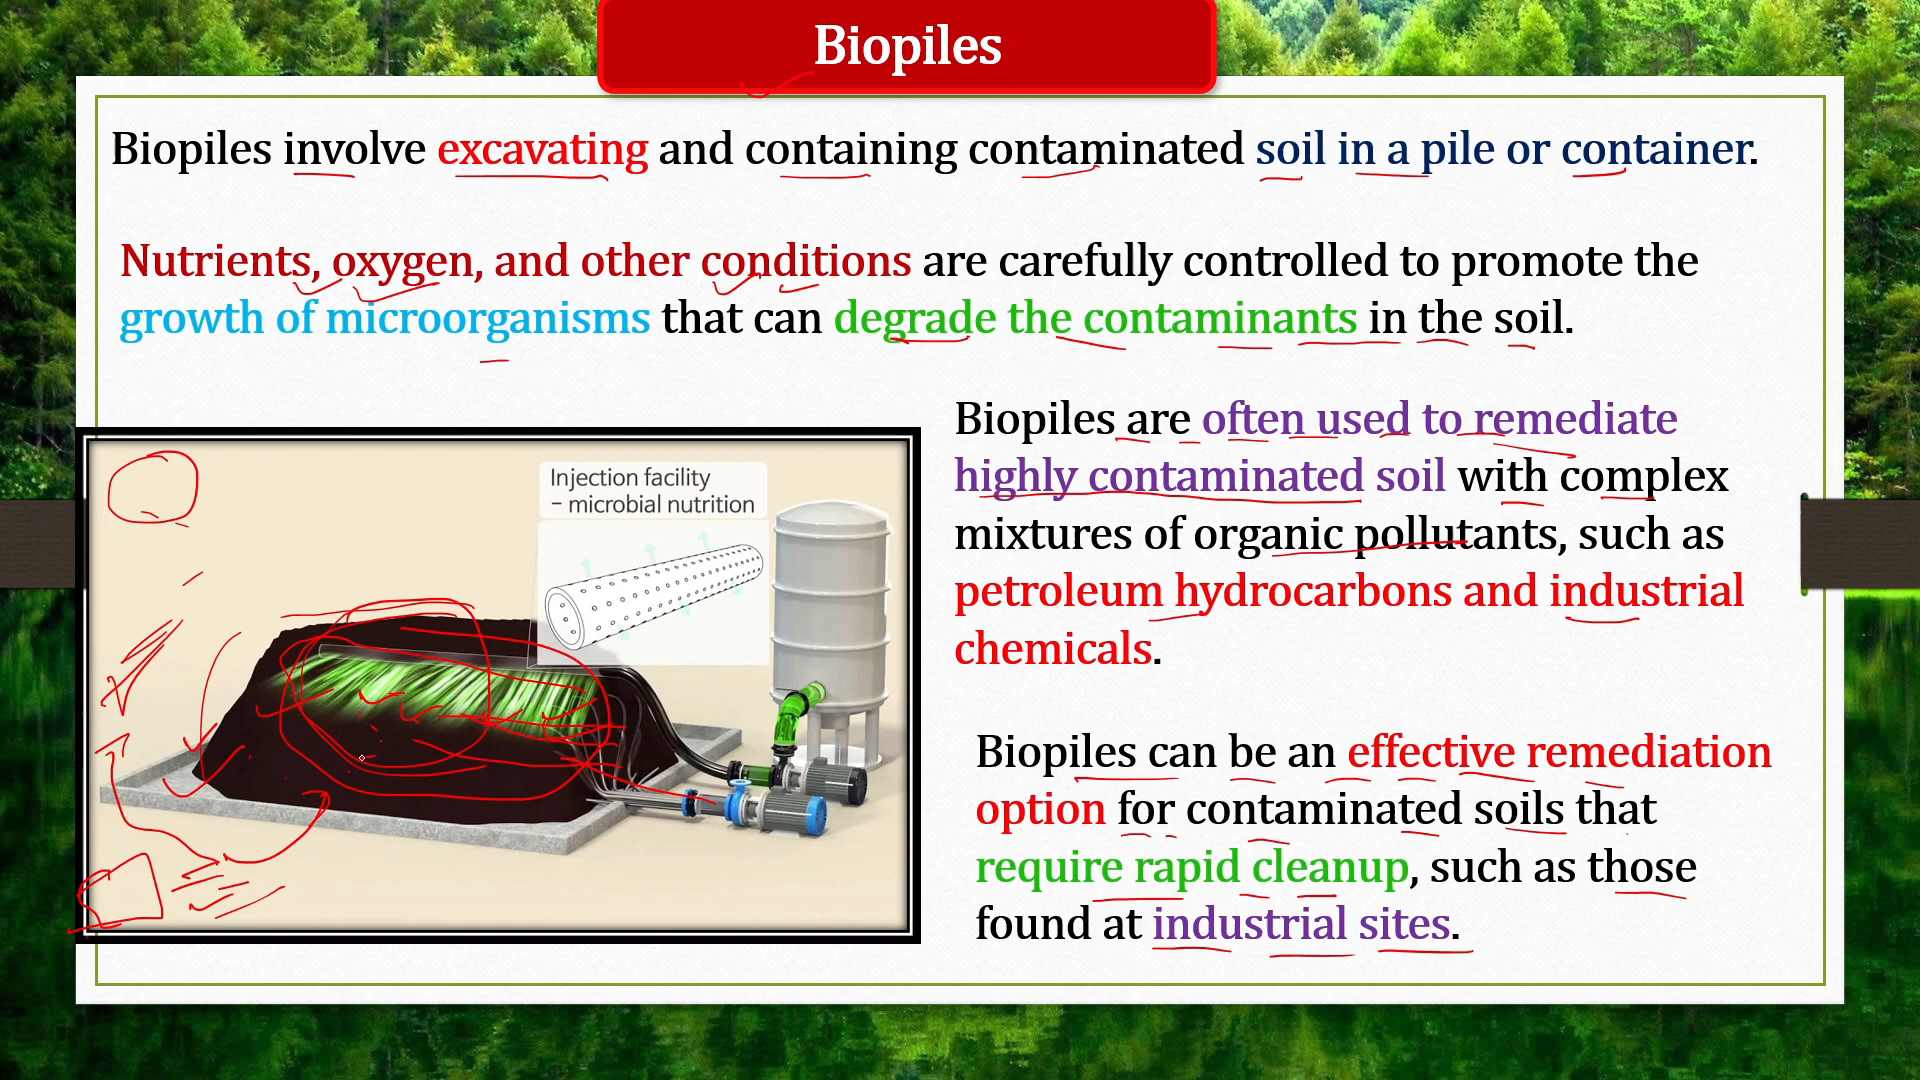 Biopiles
Biopiles involve excavating and containing contaminated soil in a pile or container.
Nutrients, oxygen, and other conditions are carefully controlled to promote the
growth of microorganisms that can degrade the contaminants in the soil.
Injection facility
– microbial nutrition
Biopiles are often used to remediate
highly contaminated soil with complex
mixtures of organic pollutants, such as
petroleum hydrocarbons and industrial
chemicals.
Biopiles can be an effective remediation
option for contaminated soils that
require rapid cleanup, such as those
found at industrial sites.